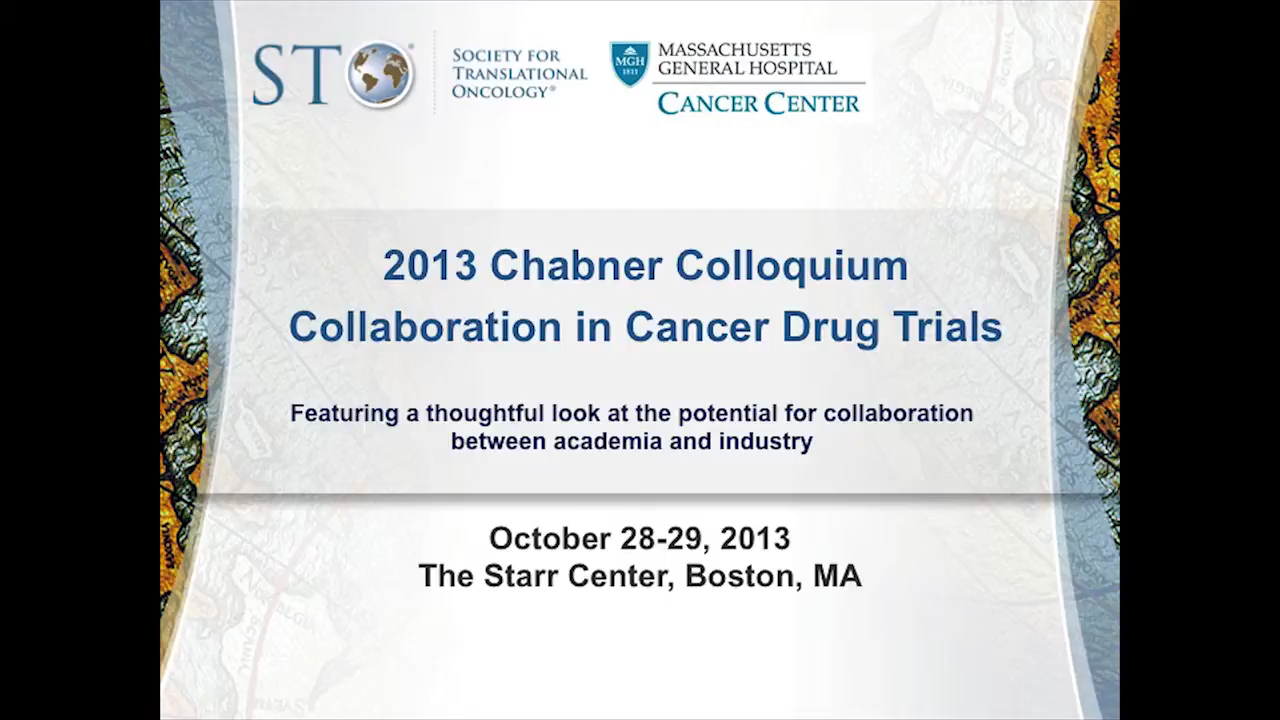 STO
SOCIETY FOR
TRANSLATIONAL
ONCOLOGY®
MGH
1811
MASSACHUSETTS
GENERAL HOSPITAL
CANCER CENTER
2013 Chabner Colloquium
Collaboration in Cancer Drug Trials
Featuring a thoughtful look at the potential for collaboration
between academia and industry
October 28-29, 2013
The Starr Center, Boston, MA